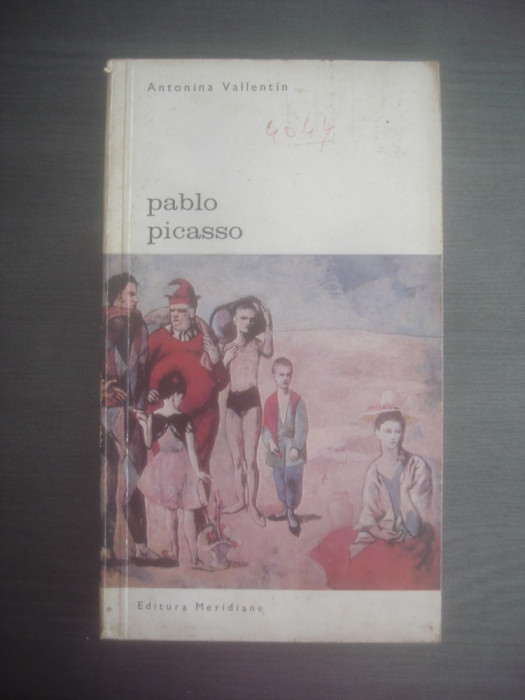 Antonina Vallentin
4044
pablo
picasso
Editura Meridiane